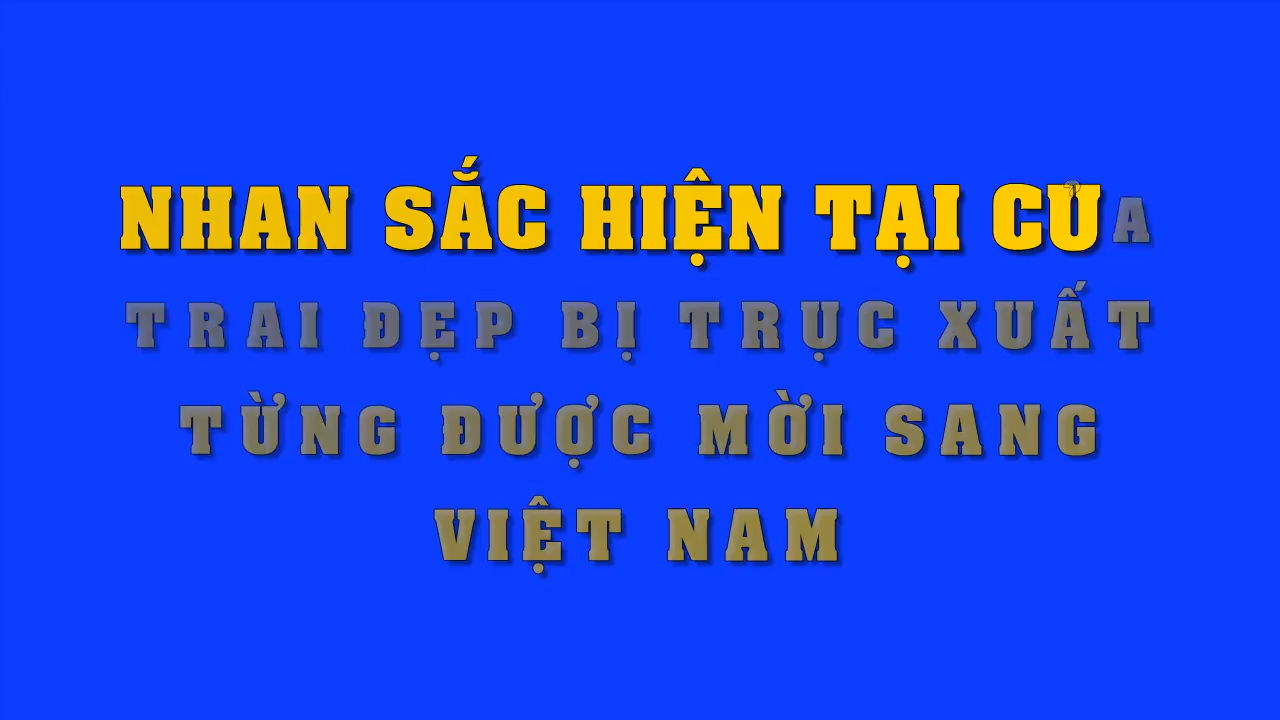 NHAN SẮC HIỆN TẠI CỦA
TRAI ĐẸP BỊ TRỤC XUẤT
TỪNG ĐƯỢC MỜI SANG
VIỆT NAM